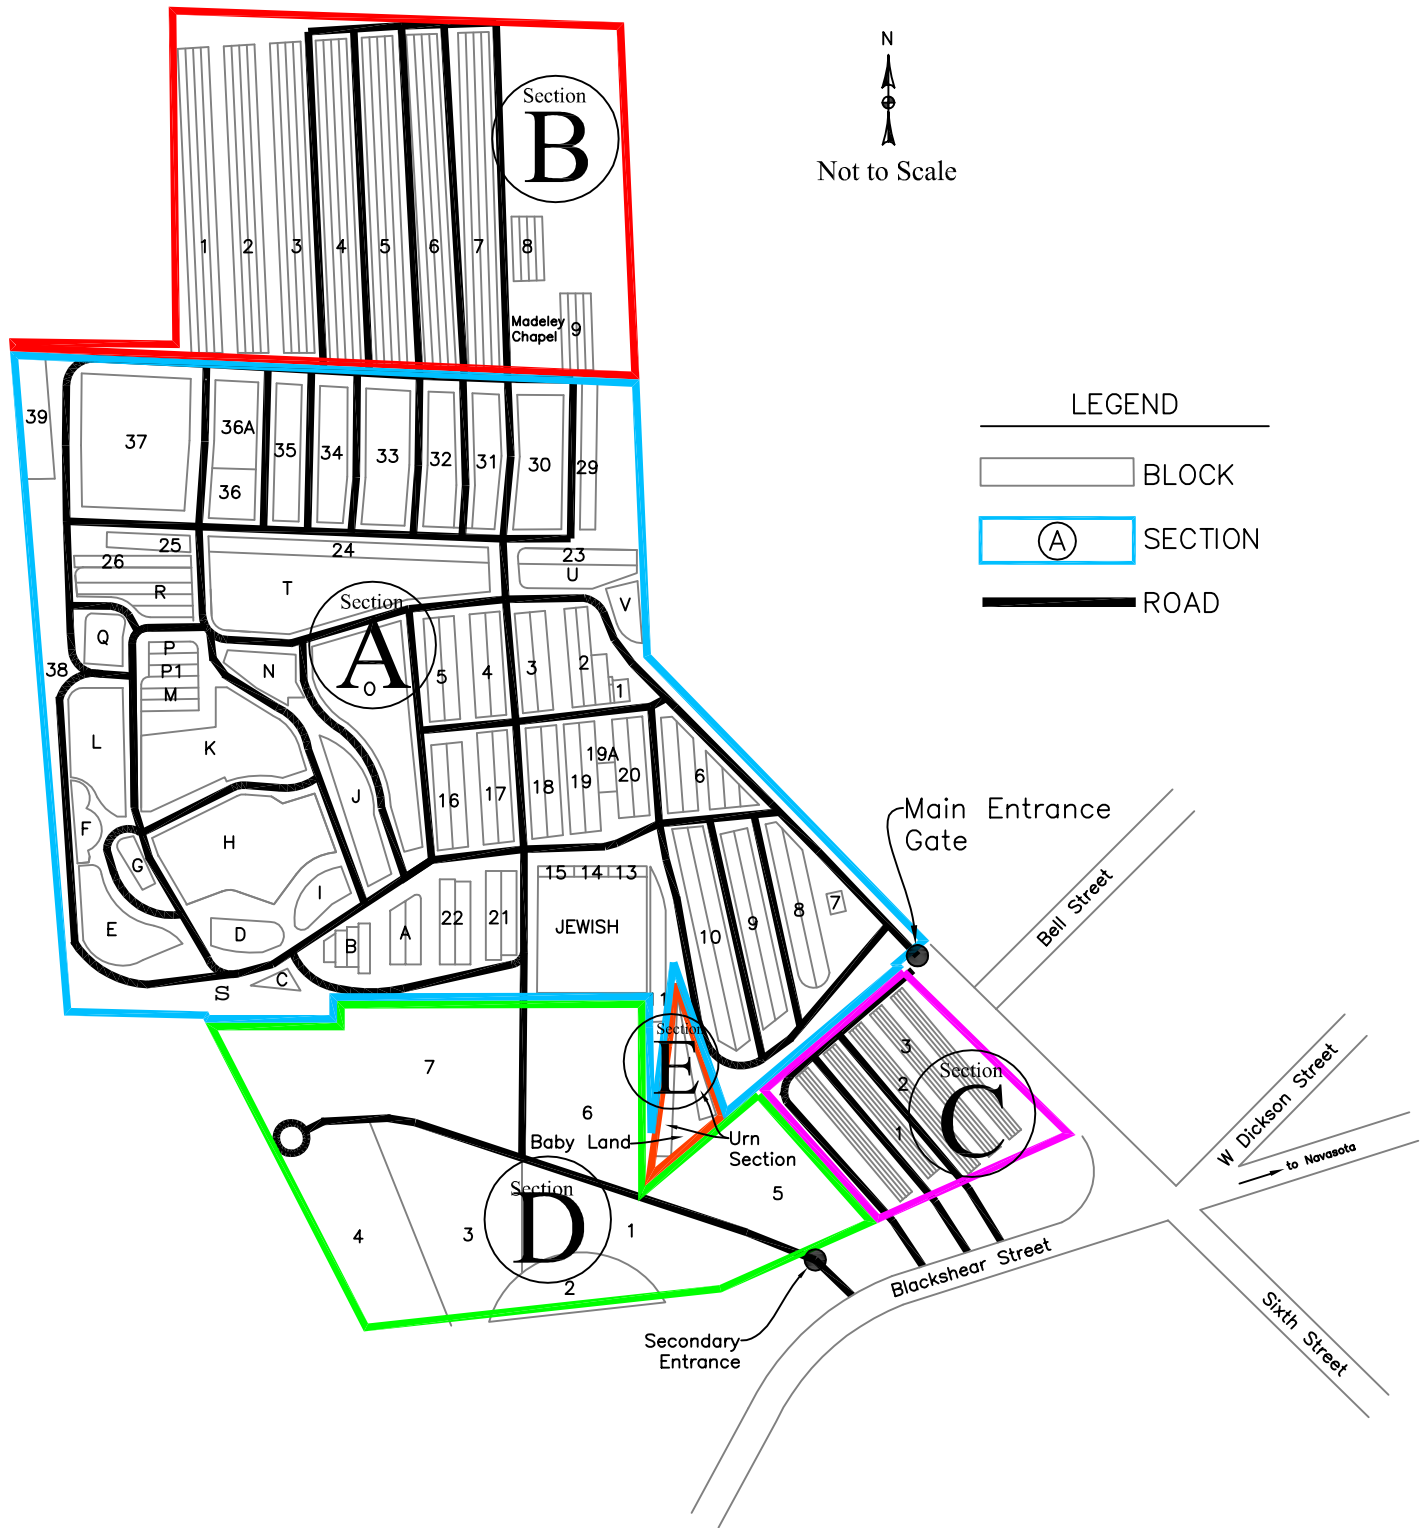 Section
B
1
2
3
4
5
6
7
8
Madeley
Chapel
9
N
Not to Scale
LEGEND
BLOCK
A
SECTION
ROAD
39
37
36A
36
35
34
33
32
31
30
29
25
26
24
23
R
T
U
V
Section
A
O
Q
P
P1
M
N
38
L
K
J
5
4
3
2
1
16
17
18
19
19A
20
6
F
G
H
I
E
D
C
S
B
A
22
21
15
14
13
JEWISH
10
9
8
7
1
Main Entrance
Gate
Bell Street
Section
E
Baby Land
Urn
Section
3
2
1
Section
C
W Dickson Street
to Navasota
7
6
5
Section
D
4
3
1
2
Secondary
Entrance
Blackshear Street
Sixth Street